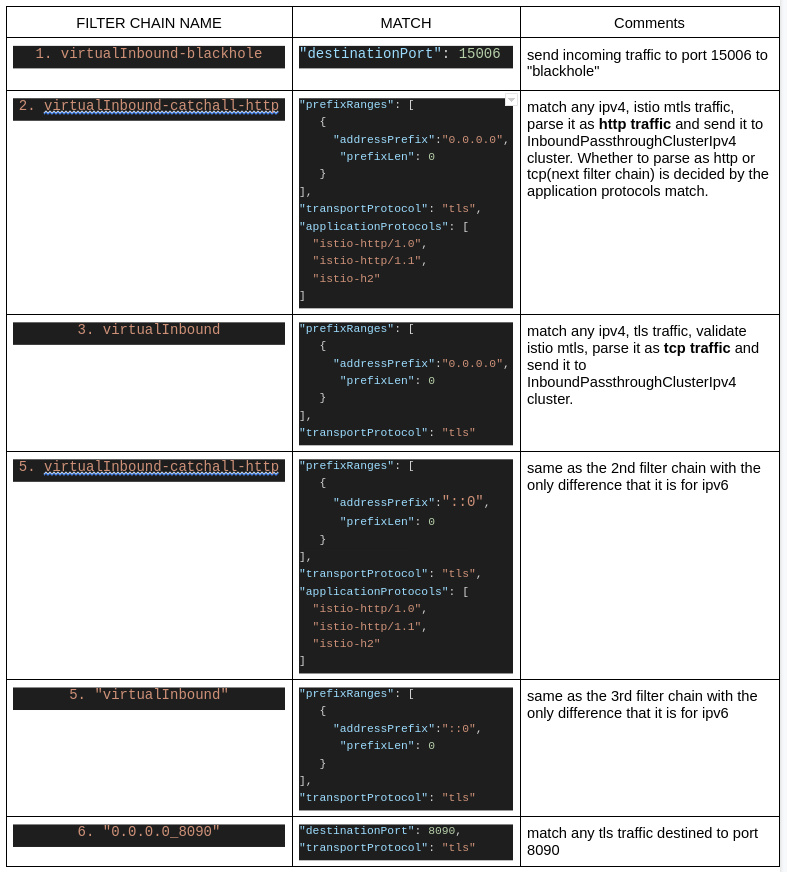 FILTER CHAIN NAME
MATCH
Comments
1. virtualInbound-blackhole
"destinationPort": 15006
send incoming traffic to port 15006 to
"blackhole"
2. virtualInbound-catchall-http
"prefixRanges": [
{
"addressPrefix":"0.0.0.0",
"prefixLen": 0
}
],
"transportProtocol": "tls",
"applicationProtocols": [
"istio-http/1.0",
"istio-http/1.1",
"istio-h2"
]
match any ipv4, istio mtls traffic,
parse it as http traffic and send it to
InboundPassthroughClusterIpv4
cluster. Whether to parse as http or
tcp(next filter chain) is decided by the
application protocols match.
3. virtualInbound
"prefixRanges": [
{
"addressPrefix":"0.0.0.0",
"prefixLen": 0
}
],
"transportProtocol": "tls"
match any ipv4, tls traffic, validate
istio mtls, parse it as tcp traffic and
send it to
InboundPassthroughClusterIpv4
cluster.
5. virtualInbound-catchall-http
"prefixRanges": [
{
"addressPrefix":"::0",
"prefixLen": 0
}
],
"transportProtocol": "tls",
"applicationProtocols": [
"istio-http/1.0",
"istio-http/1.1",
"istio-h2"
]
same as the 2nd filter chain with the
only difference that it is for ipv6
5. "virtualInbound"
"prefixRanges": [
{
"addressPrefix":"::0",
"prefixLen": 0
}
],
"transportProtocol": "tls"
same as the 3rd filter chain with the
only difference that it is for ipv6
6. "0.0.0.0_8090"
"destinationPort": 8090,
"transportProtocol": "tls"
match any tls traffic destined to port
8090